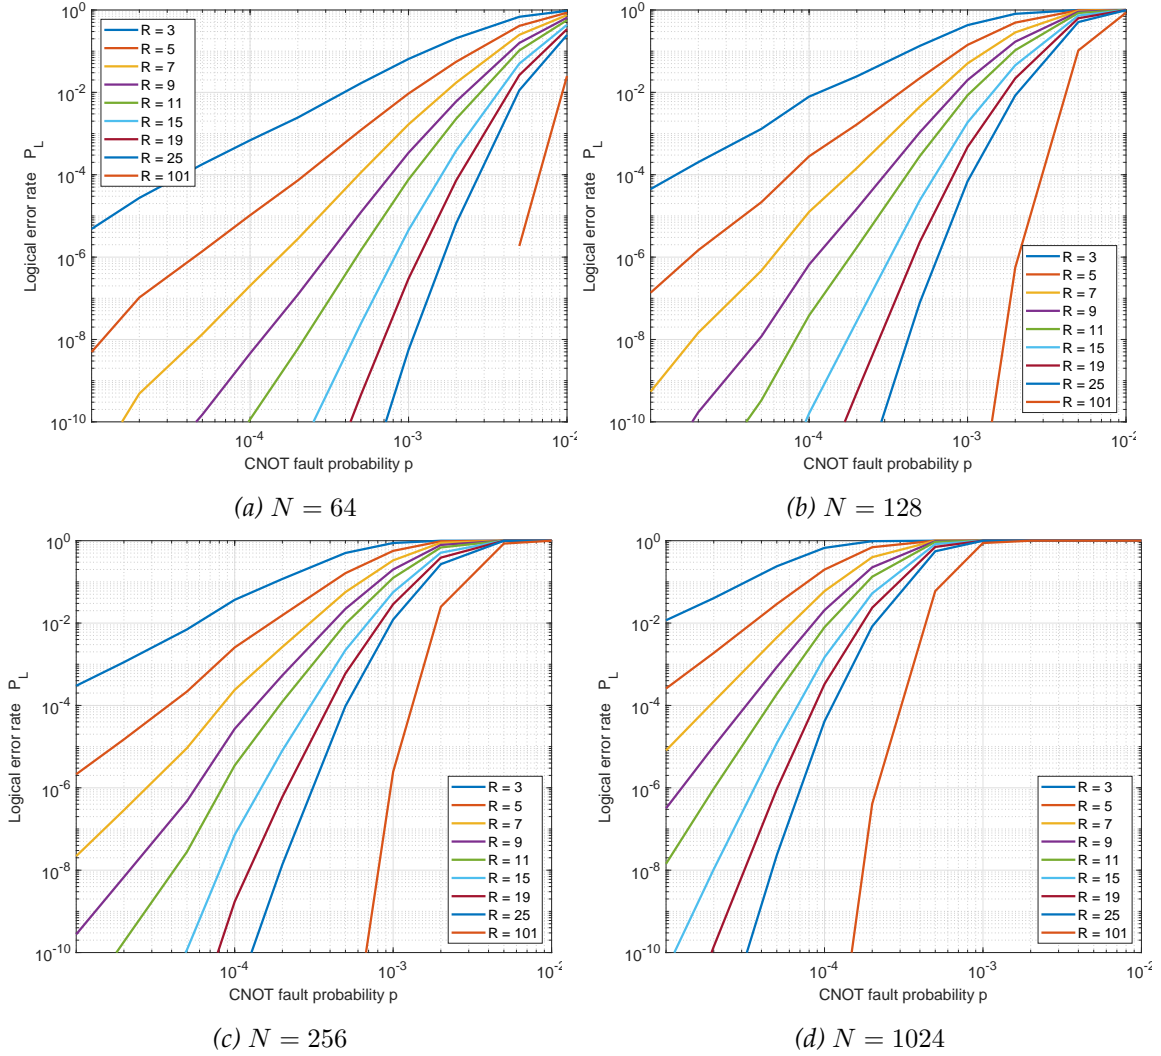 10^0
10^-2
10^-4
10^-6
10^-8
10^-10
Logical error rate P_L
R = 3
R = 5
R = 7
R = 9
R = 11
R = 15
R = 19
R = 25
R = 101
10^-4
10^-3
10^-2
CNOT fault probability p
(a) N = 64
10^0
10^-2
10^-4
10^-6
10^-8
10^-10
Logical error rate P_L
R = 3
R = 5
R = 7
R = 9
R = 11
R = 15
R = 19
R = 25
R = 101
10^-4
10^-3
10^-2
CNOT fault probability p
(b) N = 128
10^0
10^-2
10^-4
10^-6
10^-8
10^-10
Logical error rate P_L
R = 3
R = 5
R = 7
R = 9
R = 11
R = 15
R = 19
R = 25
R = 101
10^-4
10^-3
10^-2
CNOT fault probability p
(c) N = 256
10^0
10^-2
10^-4
10^-6
10^-8
10^-10
Logical error rate P_L
R = 3
R = 5
R = 7
R = 9
R = 11
R = 15
R = 19
R = 25
R = 101
10^-4
10^-3
10^-2
CNOT fault probability p
(d) N = 1024